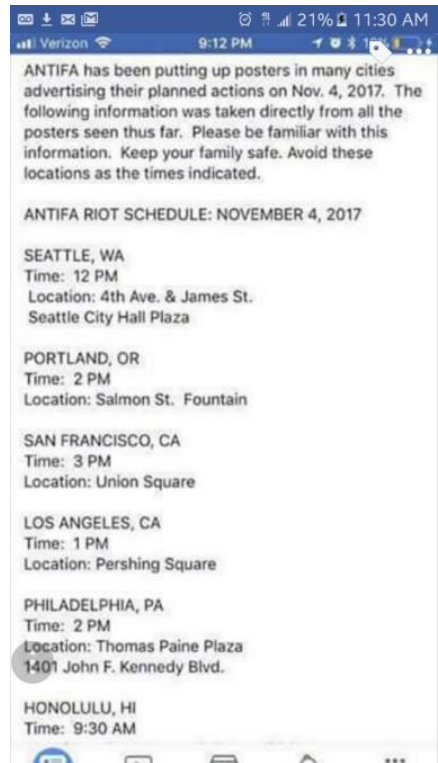 21% 11:30 AM
Verizon 9:12 PM
ANTIFA has been putting up posters in many cities
advertising their planned actions on Nov. 4, 2017. The
following information was taken directly from all the
posters seen thus far. Please be familiar with this
information. Keep your family safe. Avoid these
locations as the times indicated.
ANTIFA RIOT SCHEDULE: NOVEMBER 4, 2017
SEATTLE, WA
Time: 12 PM
Location: 4th Ave. & James St.
Seattle City Hall Plaza
PORTLAND, OR
Time: 2 PM
Location: Salmon St. Fountain
SAN FRANCISCO, CA
Time: 3 PM
Location: Union Square
LOS ANGELES, CA
Time: 1 PM
Location: Pershing Square
PHILADELPHIA, PA
Time: 2 PM
Location: Thomas Paine Plaza
1401 John F. Kennedy Blvd.
HONOLULU, HI
Time: 9:30 AM